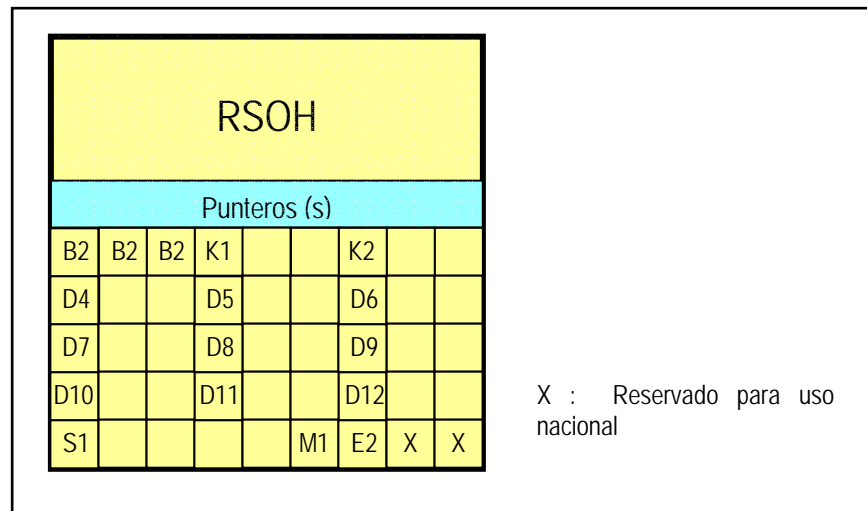 RSOH
Punteros (s)
B2 B2 B2 K1 K2
D4 D5 D6
D7 D8 D9
D10 D11 D12
S1 M1 E2 X X
X : Reservado para uso
nacional